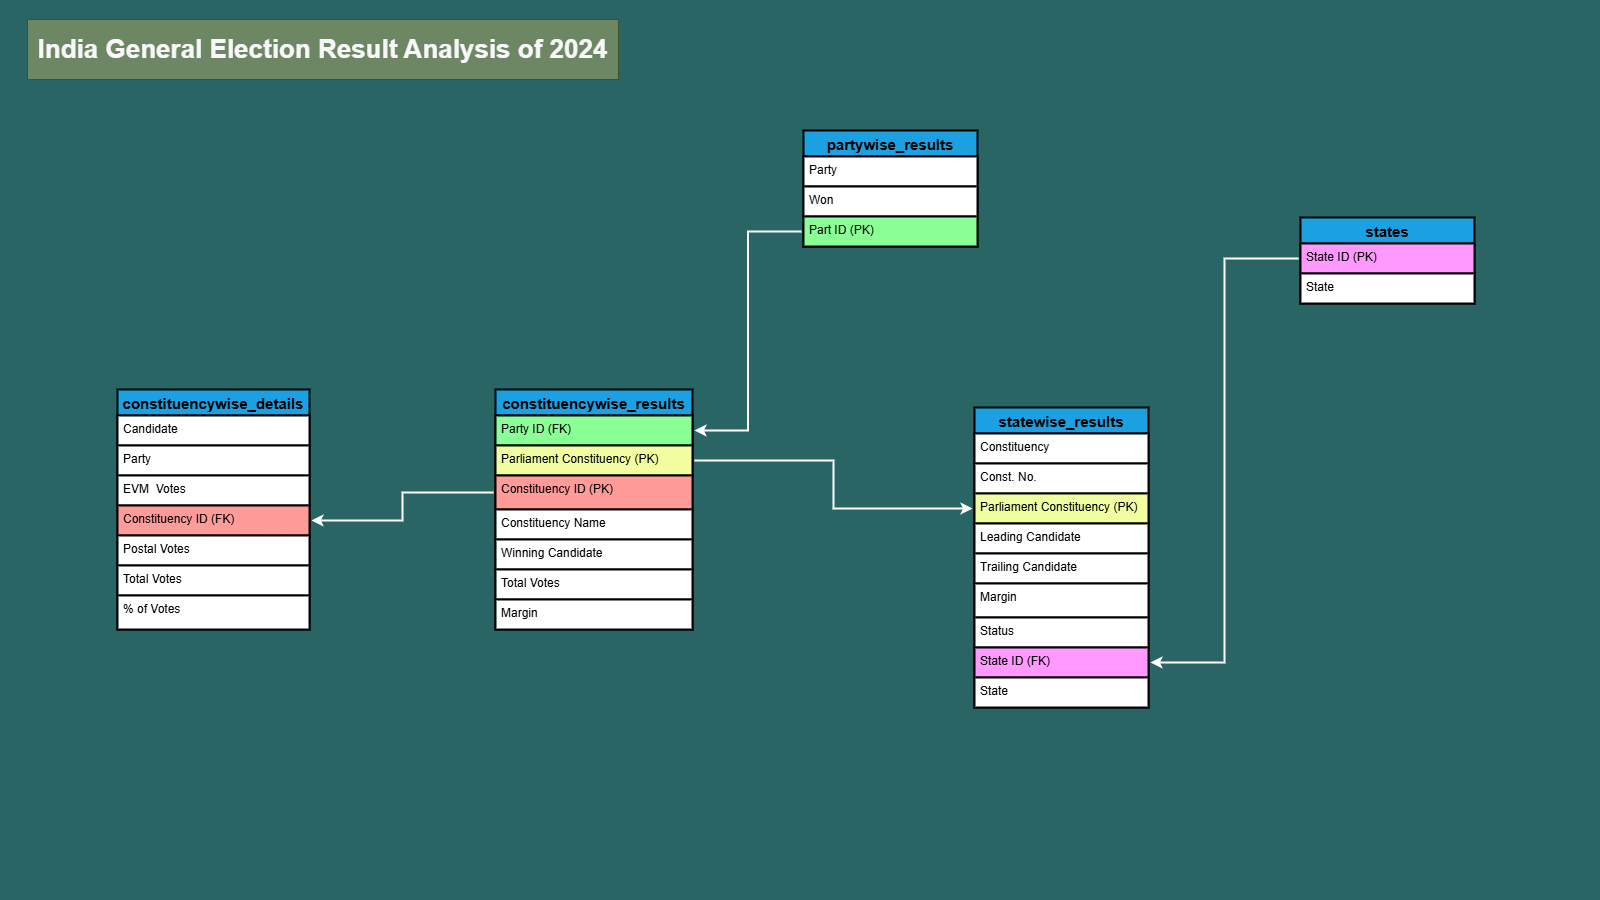 India General Election Result Analysis of 2024
partywise_results
Party
Won
Part ID (PK)
states
State ID (PK)
State
constituencywise_details
Candidate
Party
EVM  Votes
Constituency ID (FK)
Postal Votes
Total Votes
% of Votes
constituencywise_results
Party ID (FK)
Parliament Constituency (PK)
Constituency ID (PK)
Constituency Name
Winning Candidate
Total Votes
Margin
statewise_results
Constituency
Const. No.
Parliament Constituency (PK)
Leading Candidate
Trailing Candidate
Margin
Status
State ID (FK)
State